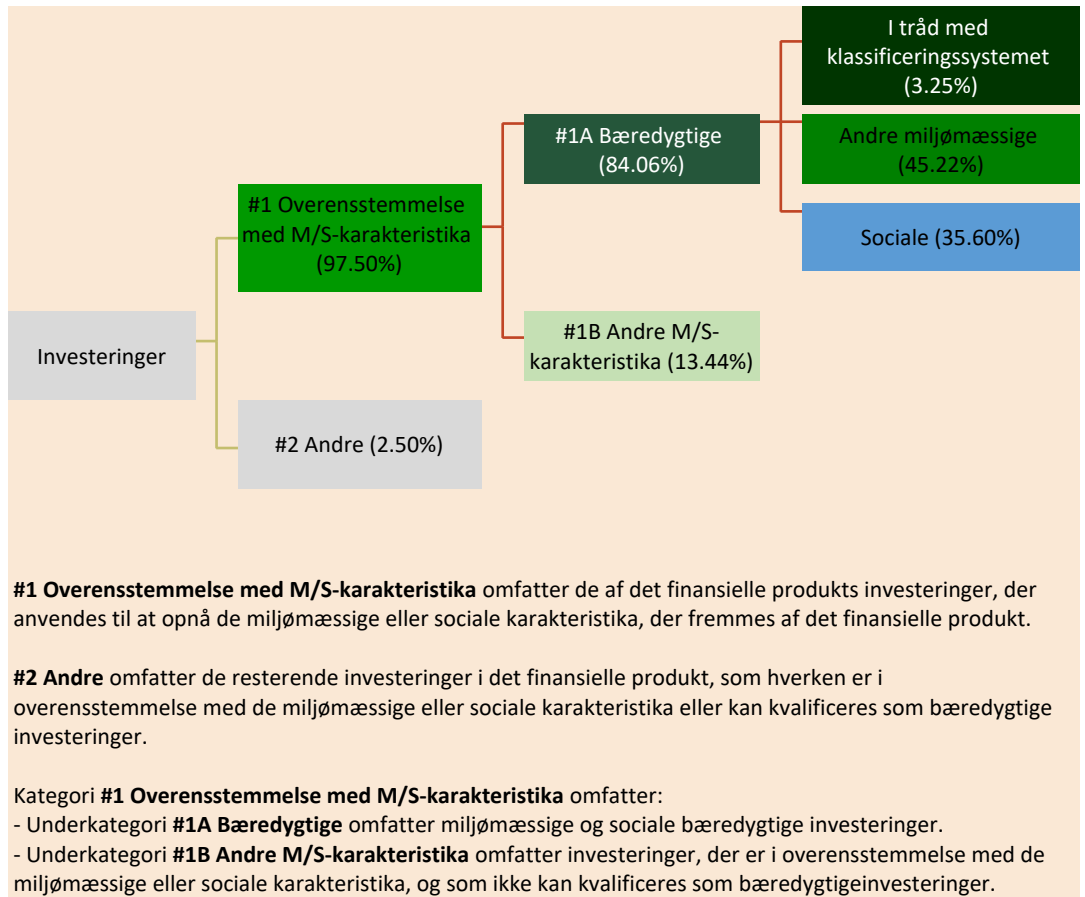 I tråd med
klassificeringssystemet
(3.25%)
#1A Bæredygtige
(84.06%)
Andre miljømæssige
(45.22%)
#1 Overensstemmelse
med M/S-karakteristika
(97.50%)
Sociale (35.60%)
Investeringer
#1B Andre M/S-
karakteristika (13.44%)
#2 Andre (2.50%)
#1 Overensstemmelse med M/S-karakteristika omfatter de af det finansielle produkts investeringer, der
anvendes til at opnå de miljømæssige eller sociale karakteristika, der fremmes af det finansielle produkt.
#2 Andre omfatter de resterende investeringer i det finansielle produkt, som hverken er i
overensstemmelse med de miljømæssige eller sociale karakteristika eller kan kvalificeres som bæredygtige
investeringer.
Kategori #1 Overensstemmelse med M/S-karakteristika omfatter:
- Underkategori #1A Bæredygtige omfatter miljømæssige og sociale bæredygtige investeringer.
- Underkategori #1B Andre M/S-karakteristika omfatter investeringer, der er i overensstemmelse med de
miljømæssige eller sociale karakteristika, og som ikke kan kvalificeres som bæredygtigeinvesteringer.